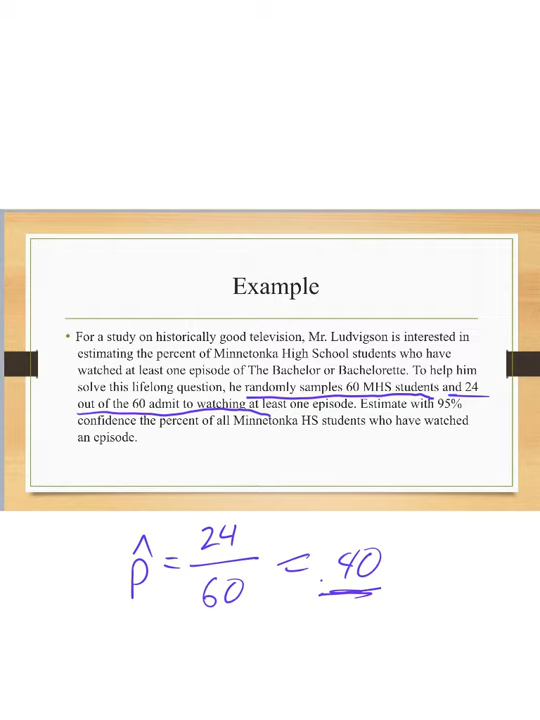 Example
• For a study on historically good television, Mr. Ludvigson is interested in
estimating the percent of Minnetonka High School students who have
watched at least one episode of The Bachelor or Bachelorette. To help him
solve this lifelong question, he randomly samples 60 MHS students and 24
out of the 60 admit to watching at least one episode. Estimate with 95%
confidence the percent of all Minnetonka HS students who have watched
an episode.
p̂ = 24/60 = .40